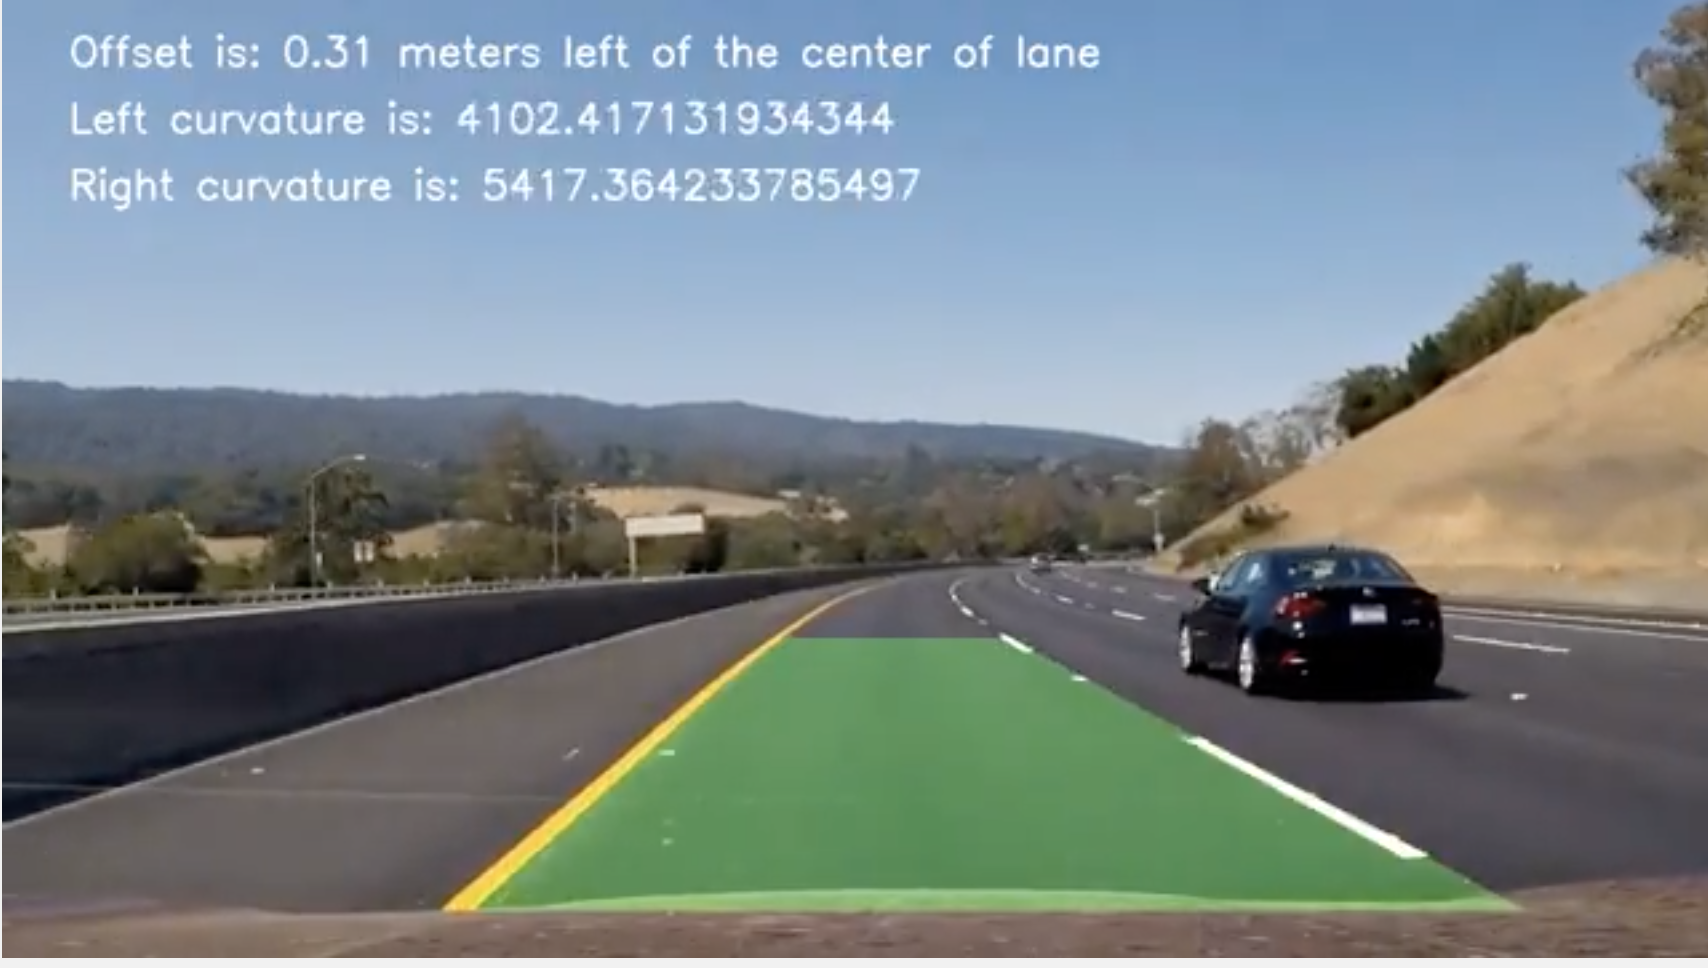 Offset is: 0.31 meters left of the center of lane
Left curvature is: 4102.417131934344
Right curvature is: 5417.364233785497